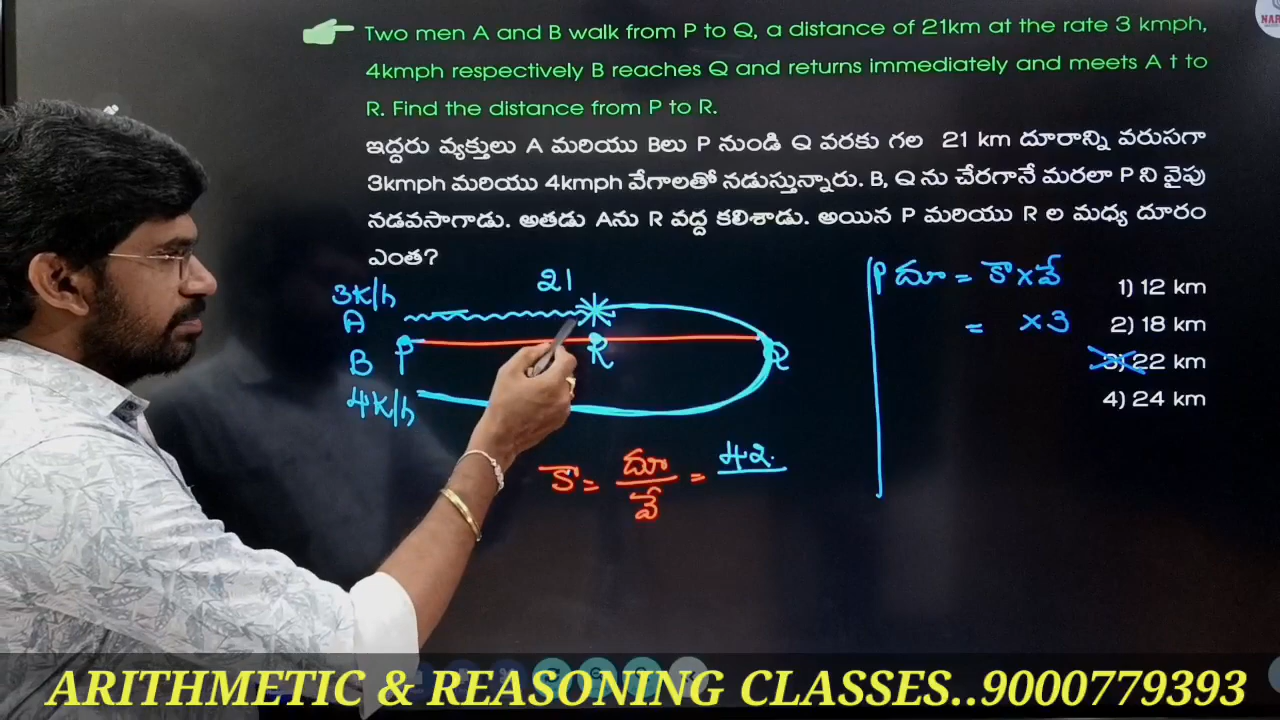 Two men A and B walk from P to Q, a distance of 21km at the rate 3 kmph,
4kmph respectively B reaches Q and returns immediately and meets A t to
R. Find the distance from P to R.
ఇద్దరు వ్యక్తులు A మరియు Bలు P నుండి Q వరకు గల 21 km దూరాన్ని వరుసగా
3kmph మరియు 4kmph వేగాలతో నడుస్తున్నారు. B, Q ను చేరగానే మరలా P ని వైపు
నడవసాగాడు. అతడు Aను R వద్ద కలిశాడు. అయిన P మరియు R ల మధ్య దూరం
ఎంత?
1) 12 km
2) 18 km
3) 22 km
4) 24 km
3k/h
A
21
P
R
Q
B
4k/h
కా = దూ/వే = 42
దూ = కా × వే
= ×3
NAR
ARITHMETIC & REASONING CLASSES..9000779393